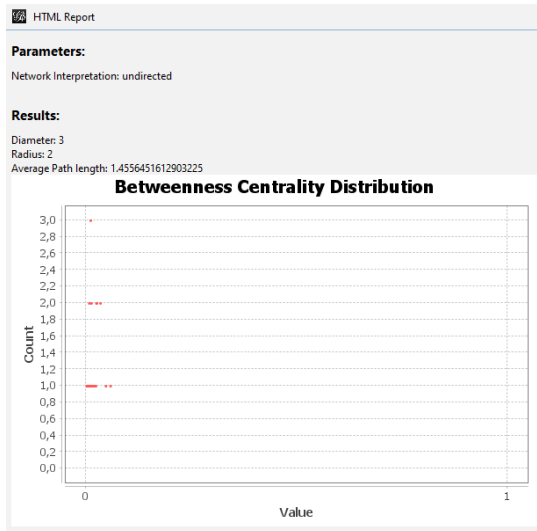 HTML Report
Parameters:
Network Interpretation: undirected
Results:
Diameter: 3
Radius: 2
Average Path length: 1.4556451612903225
Betweenness Centrality Distribution
3,0
2,8
2,6
2,4
2,2
2,0
1,8
1,6
1,4
1,2
1,0
0,8
0,6
0,4
0,2
0,0
Count
0
1
Value